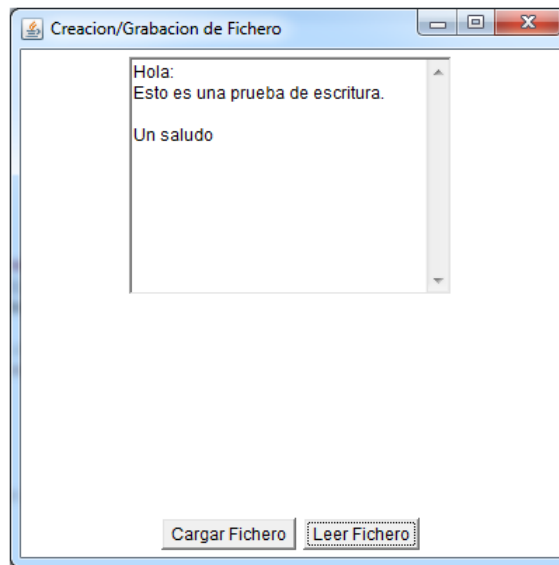 Creacion/Grabacion de Fichero
Hola:
Esto es una prueba de escritura.
Un saludo
Cargar Fichero
Leer Fichero